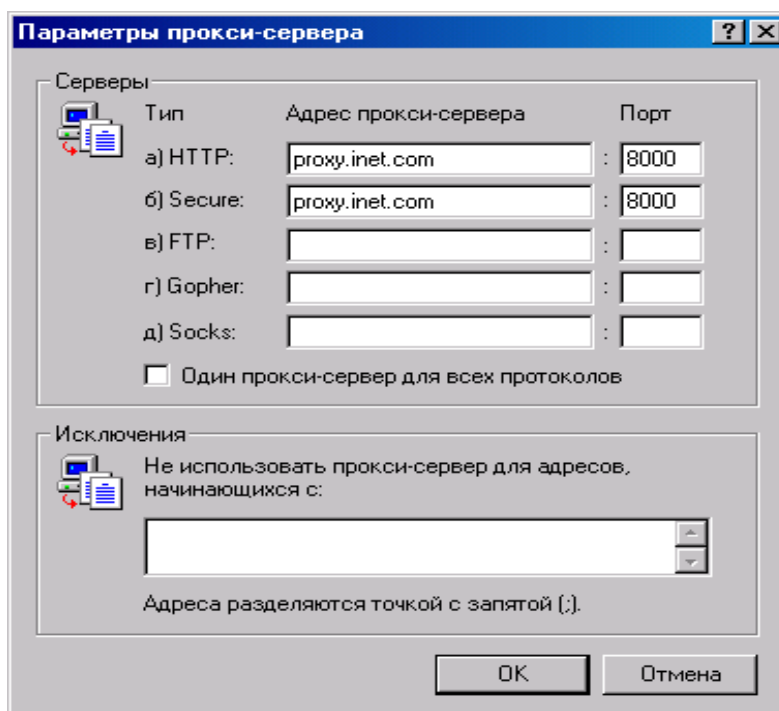 Параметры прокси-сервера
Серверы
Тип Адрес прокси-сервера Порт
а) HTTP: proxy.inet.com : 8000
б) Secure: proxy.inet.com : 8000
в) FTP: :
г) Gopher: :
д) Socks: :
Один прокси-сервер для всех протоколов
Исключения
Не использовать прокси-сервер для адресов,
начинающихся с:
Адреса разделяются точкой с запятой (;).
OK Отмена